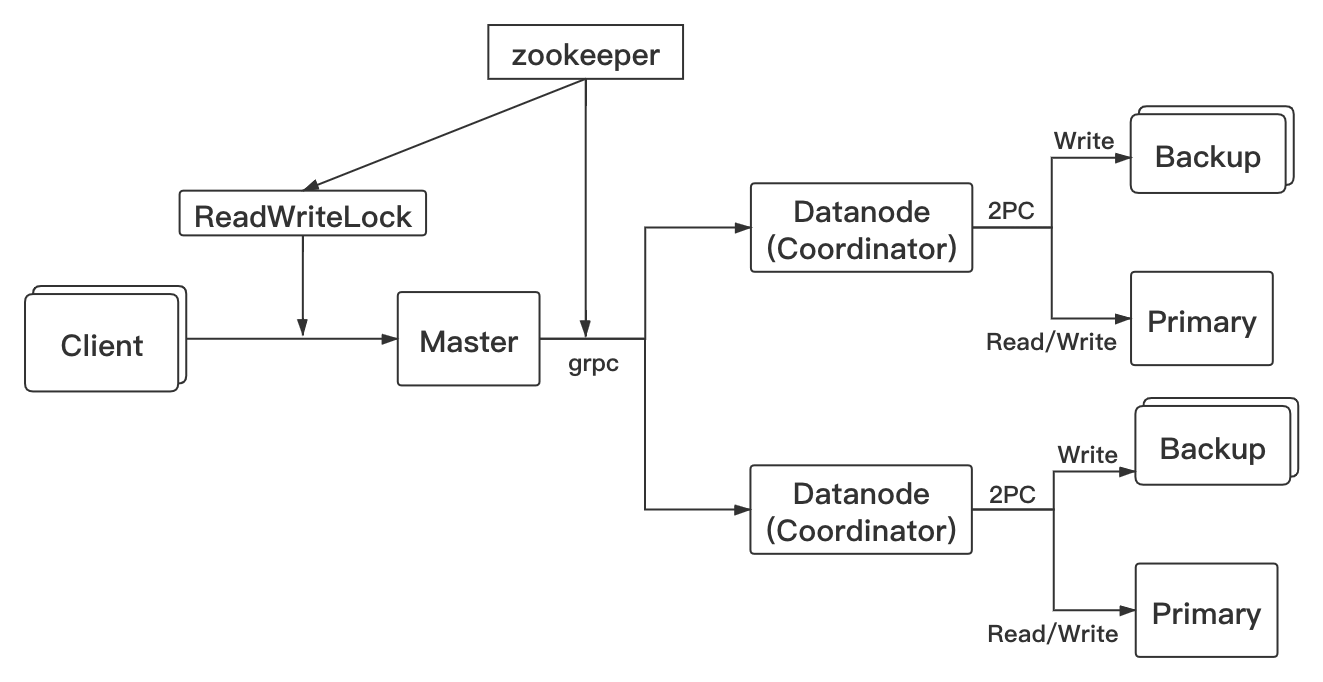 zookeeper
ReadWriteLock
Client
Master
grpc
Datanode
(Coordinator)
2PC
Write
Backup
Read/Write
Primary
Datanode
(Coordinator)
2PC
Write
Backup
Read/Write
Primary